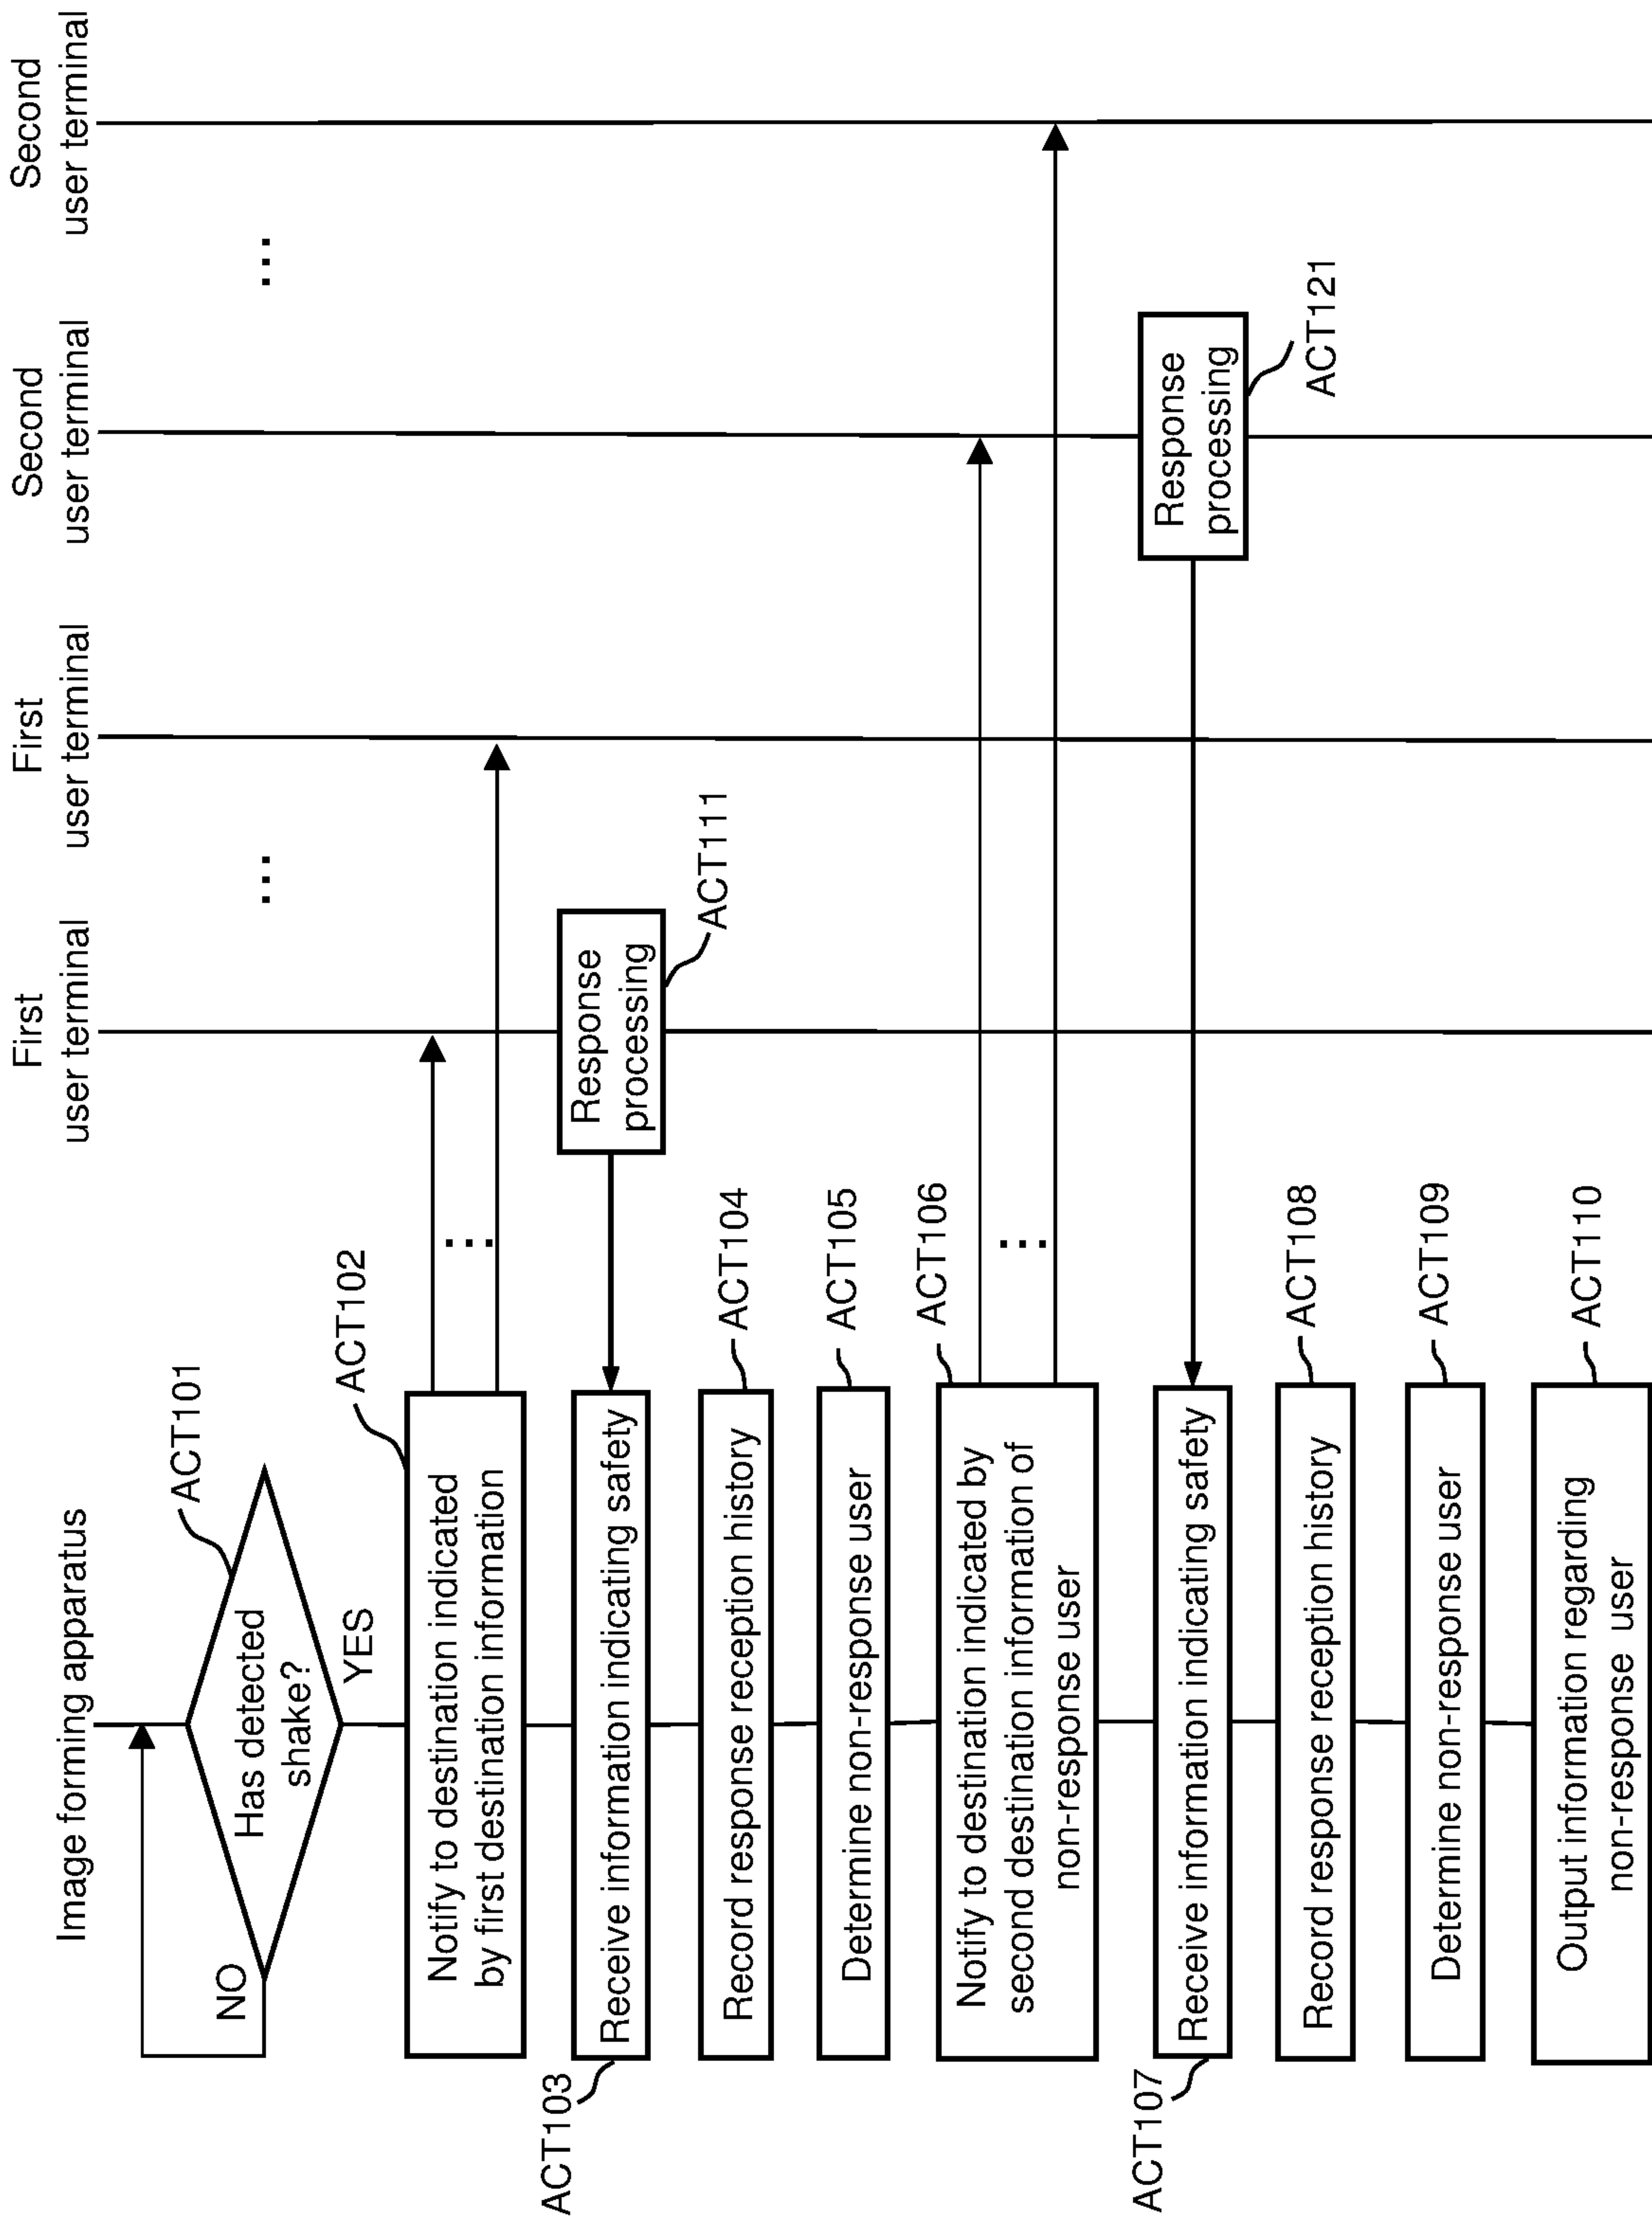 Image forming apparatus
First
user terminal
...
First
user terminal
Second
user terminal
...
Second
user terminal
ACT101
Has detected
shake?
NO
YES
ACT102
Notify to destination indicated
by first destination information
...
ACT103
Receive information indicating safety
Response
processing
ACT111
Record response reception history
ACT104
Determine non-response user
ACT105
ACT106
Notify to destination indicated by
second destination information of
non-response user
...
ACT107
Receive information indicating safety
Response
processing
ACT121
Record response reception history
ACT108
Determine non-response user
ACT109
Output information regarding
non-response user
ACT110